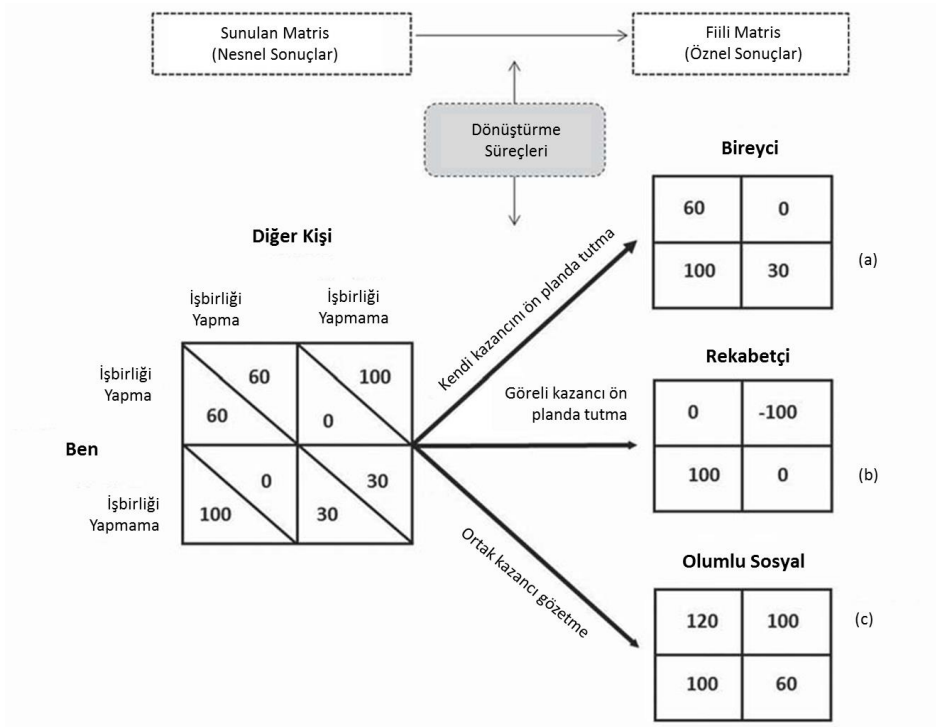 Sunulan Matris
(Nesnel Sonuçlar)
Fiili Matris
(Öznel Sonuçlar)
Dönüştürme
Süreçleri
Diğer Kişi
İşbirliği
Yapma
İşbirliği
Yapmama
Ben
İşbirliği
Yapma
60
60
100
0
İşbirliği
Yapmama
0
100
30
30
Kendi kazancını ön planda tutma
Göreli kazancı ön
planda tutma
Ortak kazancı gözetme
Bireyci
60 0
100 30
(a)
Rekabetçi
0 -100
100 0
(b)
Olumlu Sosyal
120 100
(c)
100 60